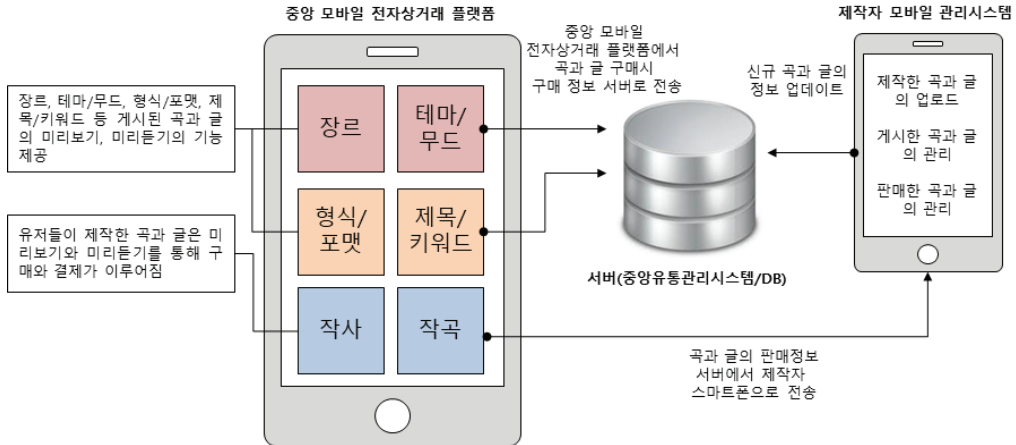 중앙 모바일 전자상거래 플랫폼
제작자 모바일 관리시스템
장르, 테마/무드, 형식/포맷, 제
목/키워드 등 게시된 곡과 글
의 미리보기, 미리듣기의 기능
제공
유저들이 제작한 곡과 글은 미
리보기와 미리듣기를 통해 구
매와 결제가 이루어짐
장르
테마/
무드
형식/
포맷
제목/
키워드
작사
작곡
중앙 모바일
전자상거래 플랫폼에서
곡과 글 구매시
구매 정보 서버로 전송
서버(중앙유통관리시스템/DB)
신규 곡과 글의
정보 업데이트
제작한 곡과 글
의 업로드
게시한 곡과 글
의 관리
판매한 곡과 글
의 관리
곡과 글의 판매정보
서버에서 제작자
스마트폰으로 전송